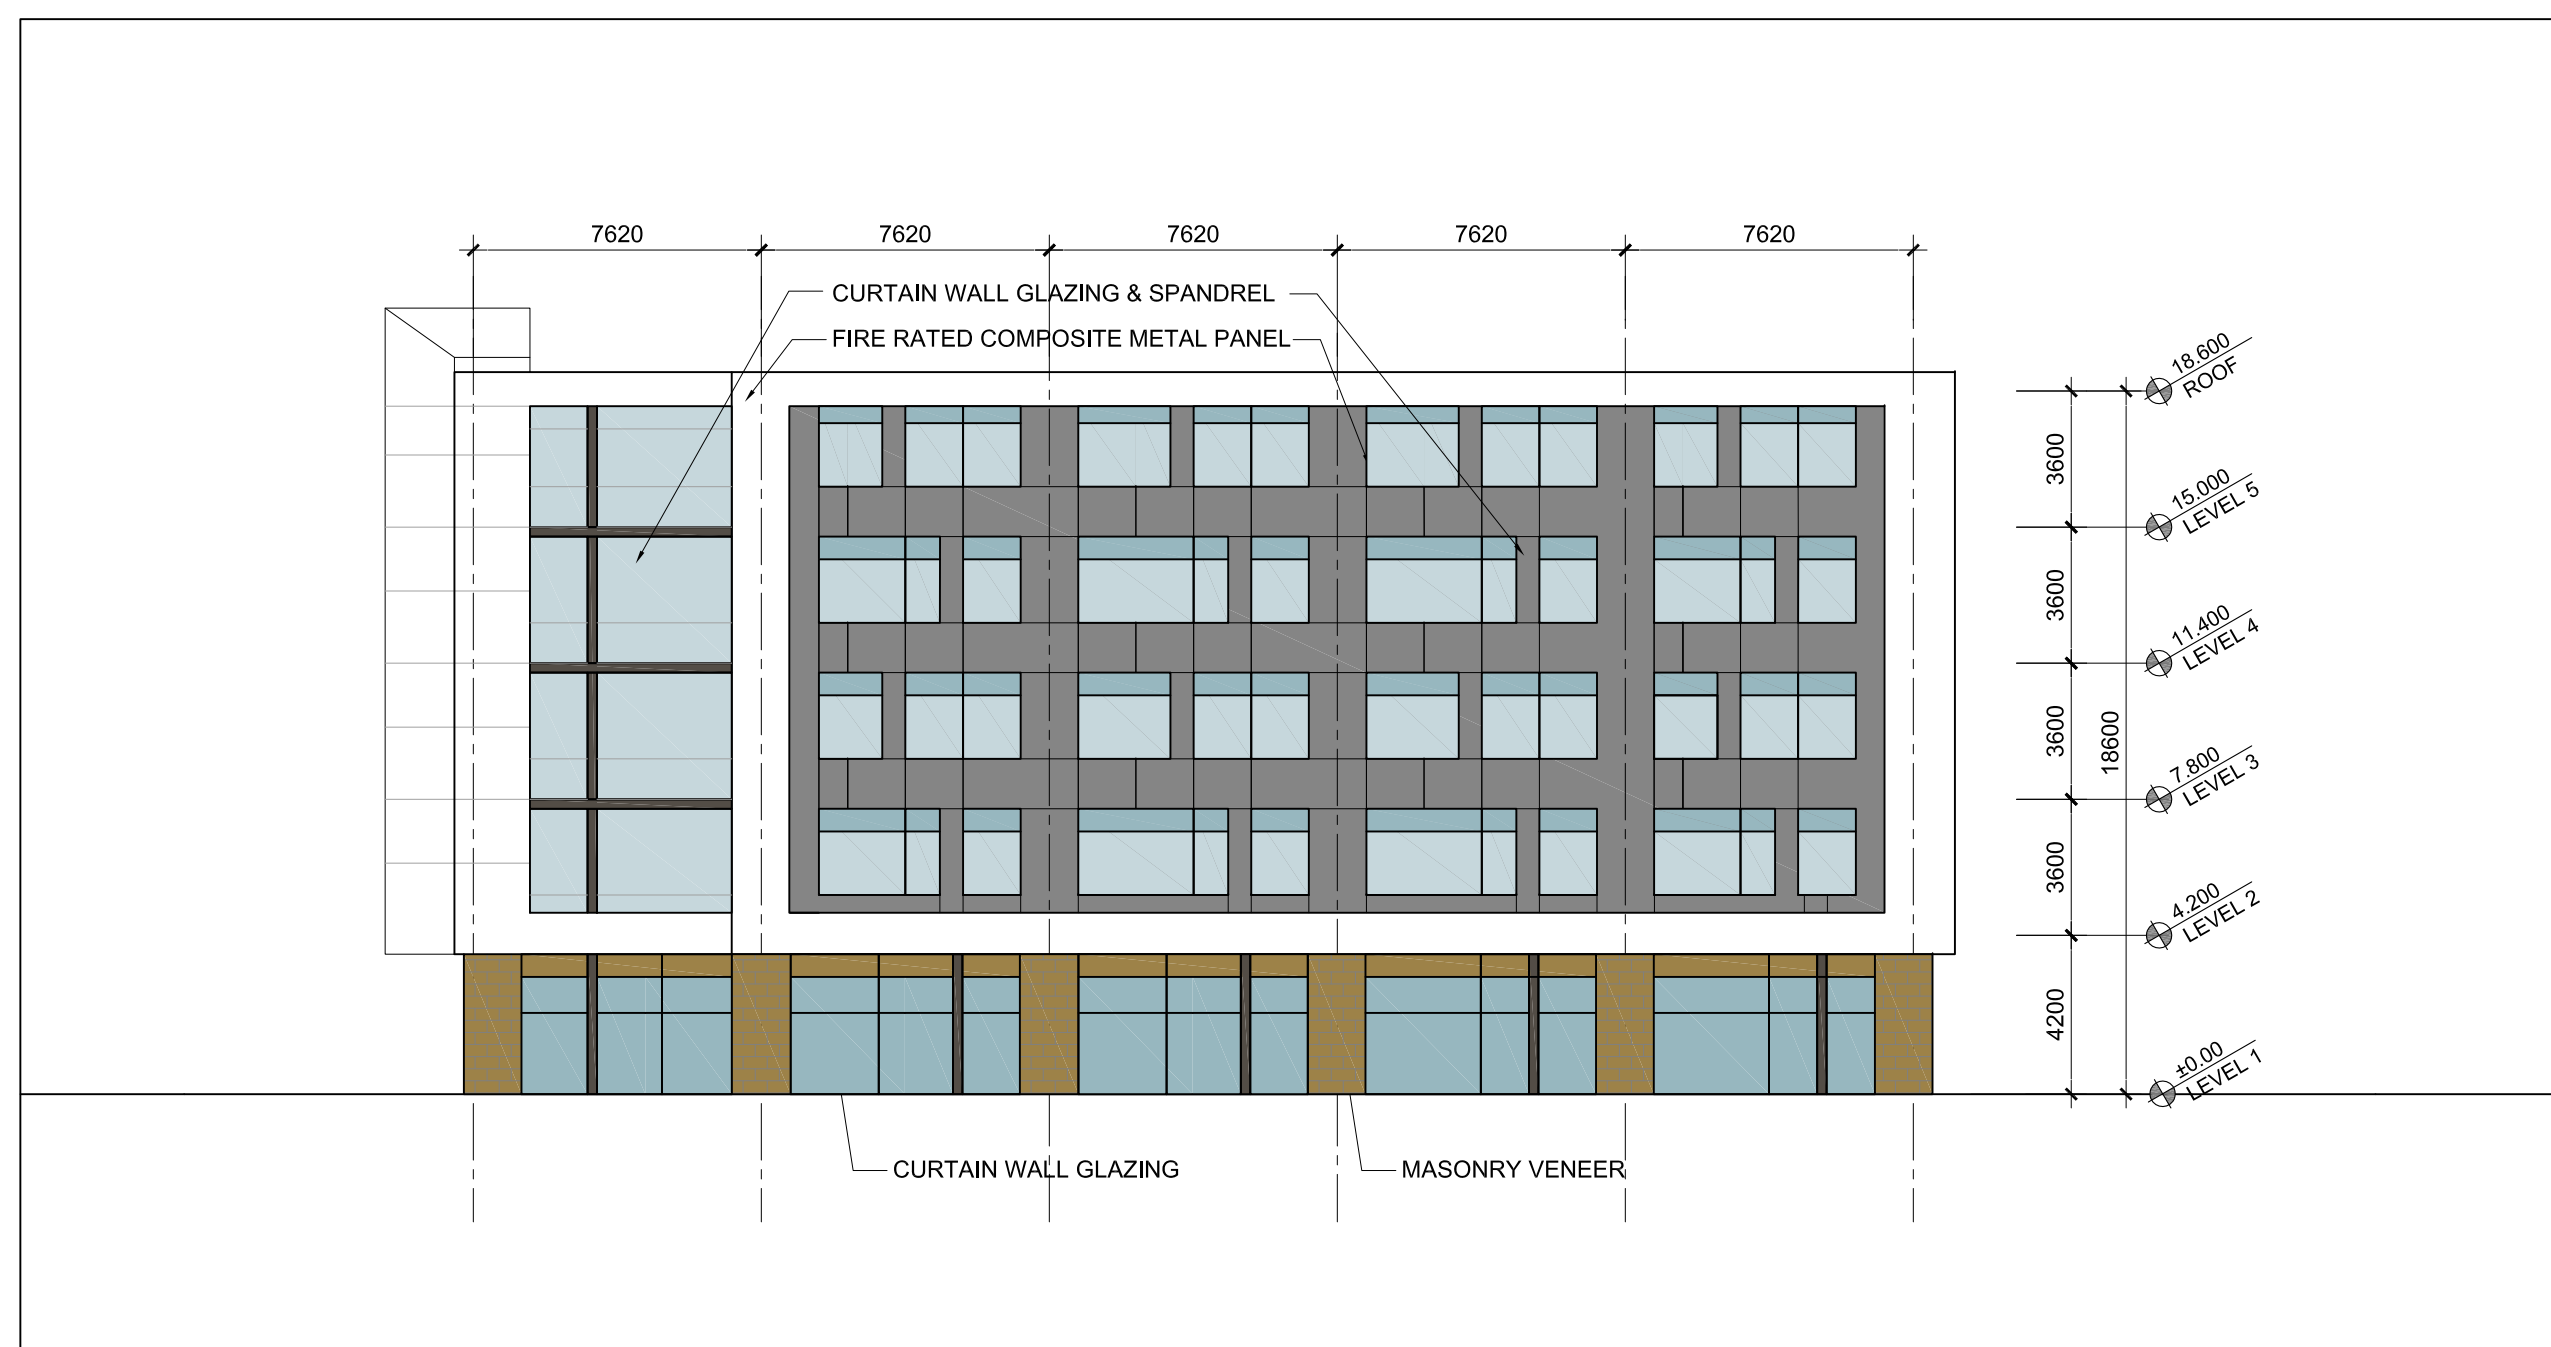 7620
7620
7620
7620
7620
CURTAIN WALL GLAZING & SPANDREL
FIRE RATED COMPOSITE METAL PANEL
18.600
ROOF
3600
15.000
LEVEL 5
3600
11.400
LEVEL 4
3600
18600
7.800
LEVEL 3
3600
4.200
LEVEL 2
4200
±0.00
LEVEL 1
CURTAIN WALL GLAZING
MASONRY VENEER